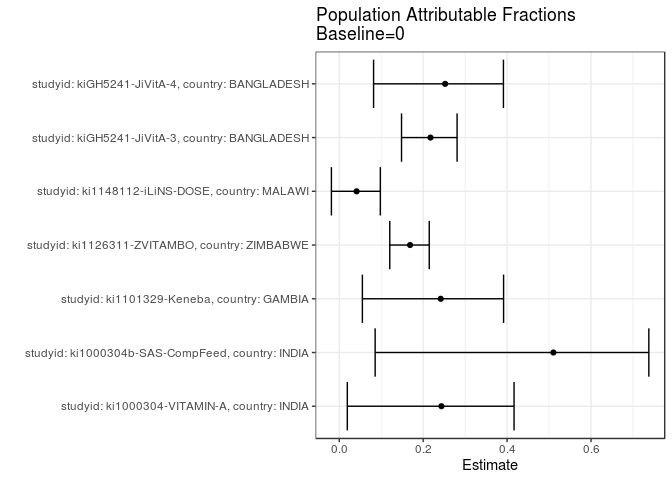 Population Attributable Fractions
Baseline=0
studyid: kiGH5241-JiVitA-4, country: BANGLADESH
studyid: kiGH5241-JiVitA-3, country: BANGLADESH
studyid: ki1148112-iLiNS-DOSE, country: MALAWI
studyid: ki1126311-ZVITAMBO, country: ZIMBABWE
studyid: ki1101329-Keneba, country: GAMBIA
studyid: ki1000304b-SAS-CompFeed, country: INDIA
studyid: ki1000304-VITAMIN-A, country: INDIA
0.0 0.2 0.4 0.6
Estimate